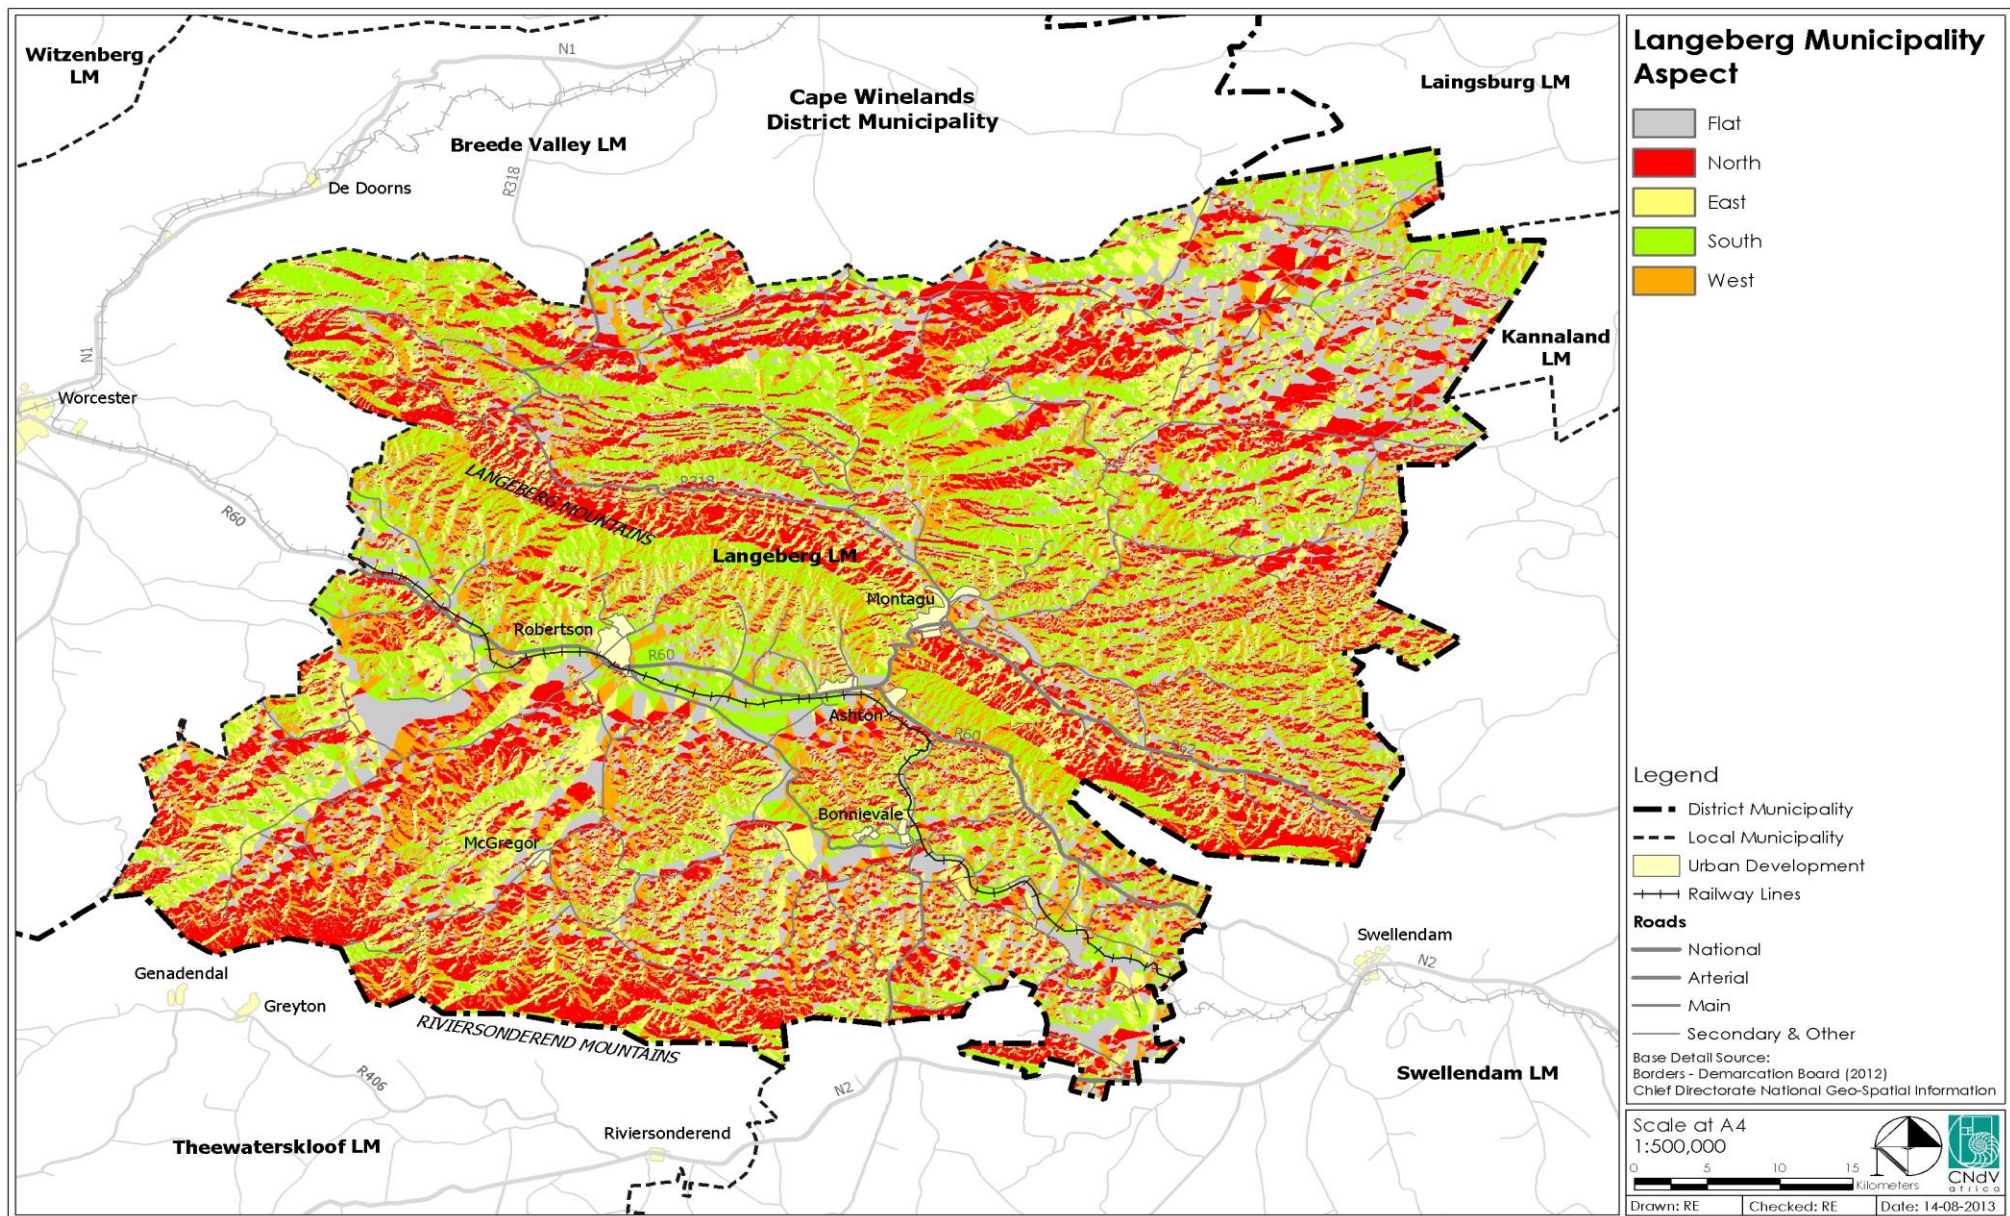 Witzenberg
LM
N1
Cape Winelands
District Municipality
Laingsburg LM
Breede Valley LM
De Doorns
R318
N1
Worcester
Kannaland
LM
R60
LANGEBERG MOUNTAINS
R318
Langeberg LM
Montagu
Robertson
R60
Ashton
R60
R62
Bonnievale
McGregor
Swellendam
N2
Genadendal
Greyton
RIVIERSONDEREND MOUNTAINS
R406
N2
Swellendam LM
Riviersonderend
Theewaterskloof LM
Langeberg Municipality
Aspect
Flat
North
East
South
West
Legend
District Municipality
Local Municipality
Urban Development
Railway Lines
Roads
National
Arterial
Main
Secondary & Other
Base Detail Source:
Borders - Demarcation Board (2012)
Chief Directorate National Geo-Spatial Information
Scale at A4
1:500,000
0 5 10 15
Kilometers
N
CNdV
africa
Drawn: RE Checked: RE Date: 14-08-2013